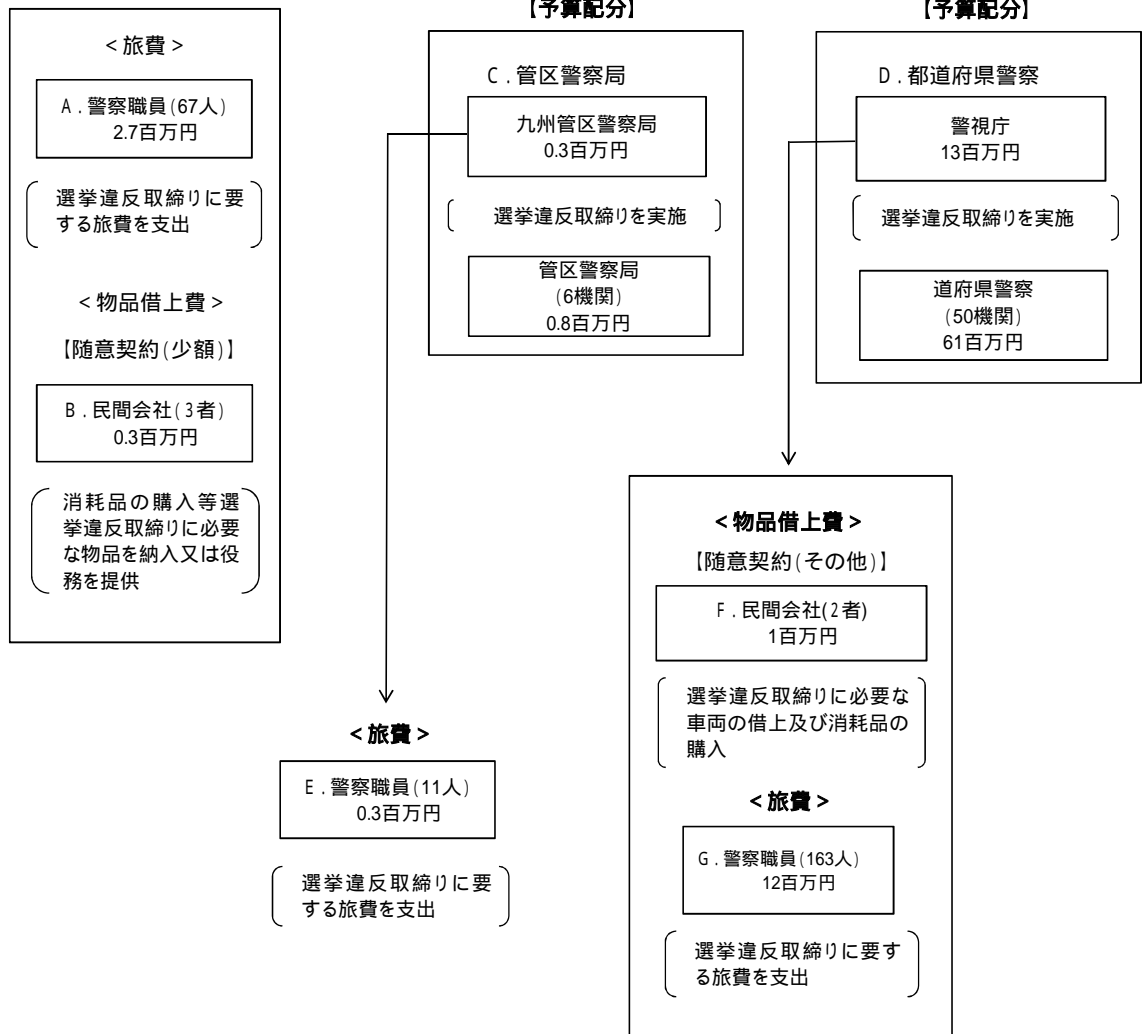 <旅費>
A．警察職員(67人)
2.7百万円
選挙違反取締りに要
する旅費を支出
<物品借上費>
【随意契約(少額)】
B．民間会社(3者)
0.3百万円
消耗品の購入等選
挙違反取締りに必要
な物品を納入又は役
務を提供
【予算配分】
C．管区警察局
九州管区警察局
0.3百万円
選挙違反取締りを実施
管区警察局
(6機関)
0.8百万円
【予算配分】
D．都道府県警察
警視庁
13百万円
選挙違反取締りを実施
道府県警察
(50機関)
61百万円
<旅費>
E．警察職員(11人)
0.3百万円
選挙違反取締りに要
する旅費を支出
<物品借上費>
【随意契約(その他)】
F．民間会社(2者)
1百万円
選挙違反取締りに必要な
車両の借上及び消耗品の
購入
<旅費>
G．警察職員(163人)
12百万円
選挙違反取締りに要す
る旅費を支出